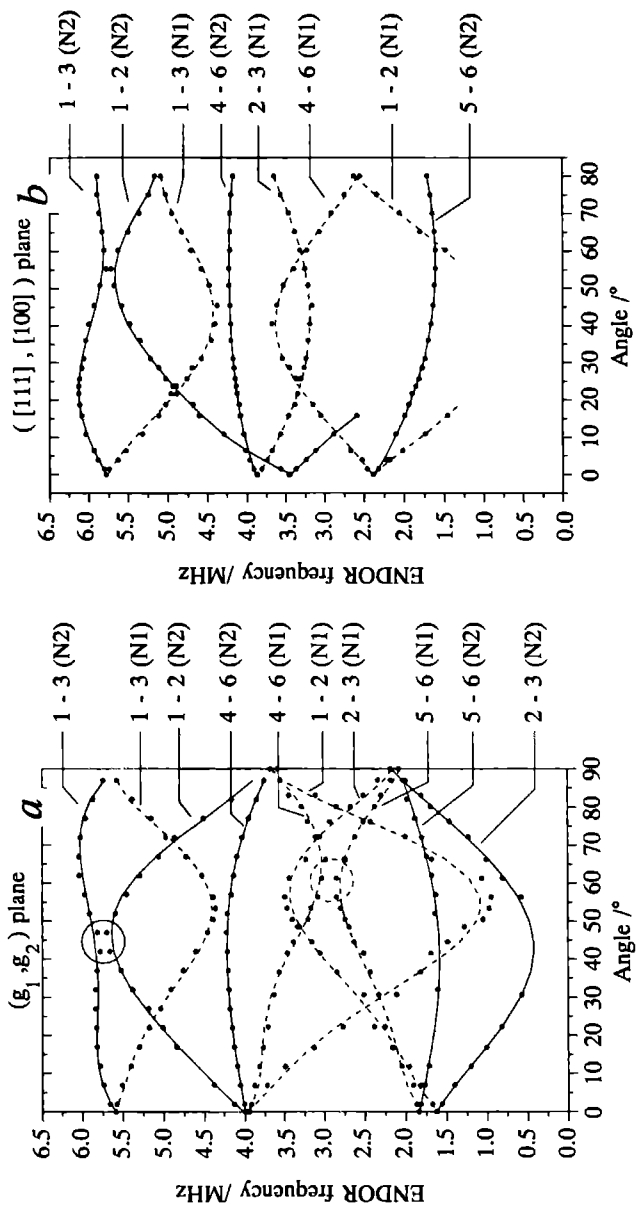 a
(g1 ,g2 ) plane
ENDOR frequency /MHz
6.5
6.0
5.5
5.0
4.5
4.0
3.5
3.0
2.5
2.0
1.5
1.0
0.5
0.0
0 10 20 30 40 50 60 70 80 90
Angle /°
1 - 3 (N2)
1 - 3 (N1)
1 - 2 (N2)
4 - 6 (N2)
4 - 6 (N1)
1 - 2 (N1)
2 - 3 (N1)
5 - 6 (N1)
5 - 6 (N2)
2 - 3 (N2)
b
( [111] , [100] ) plane
ENDOR frequency /MHz
6.5
6.0
5.5
5.0
4.5
4.0
3.5
3.0
2.5
2.0
1.5
1.0
0.5
0.0
0 10 20 30 40 50 60 70 80
Angle /°
1 - 3 (N2)
1 - 2 (N2)
1 - 3 (N1)
4 - 6 (N2)
2 - 3 (N1)
4 - 6 (N1)
1 - 2 (N1)
5 - 6 (N2)